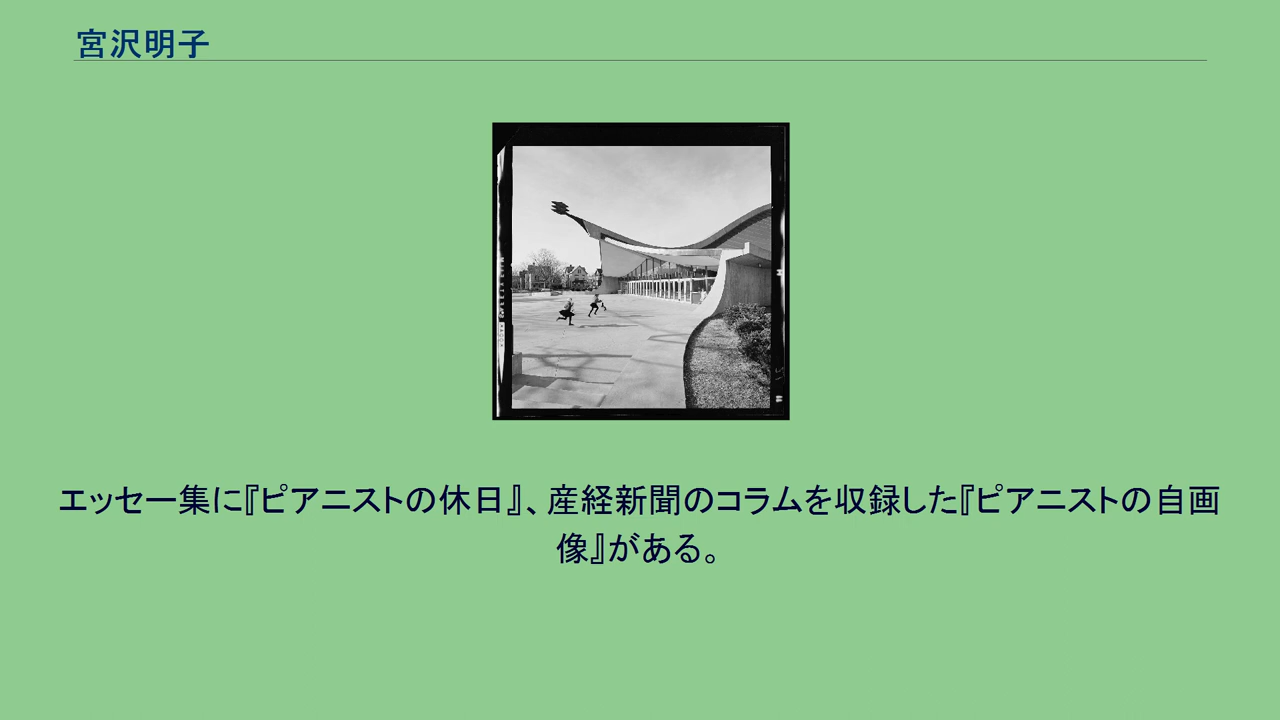 宮沢明子
エッセー集に『ピアニストの休日』、産経新聞のコラムを収録した『ピアニストの自画
像』がある。